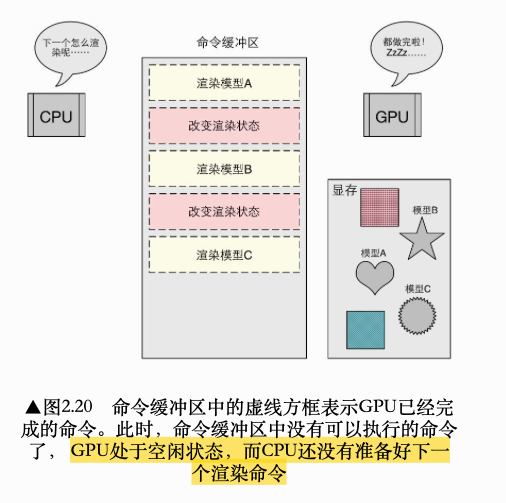 下一个怎么渲
染呢……
命令缓冲区
都做完啦！
ZzZz……
CPU
GPU
渲染模型A
改变渲染状态
渲染模型B
改变渲染状态
渲染模型C
显存
模型B
模型A
模型C
▲图2.20 命令缓冲区中的虚线方框表示GPU已经完
成的命令。此时，命令缓冲区中没有可以执行的命令
了，GPU处于空闲状态，而CPU还没有准备好下一
个渲染命令